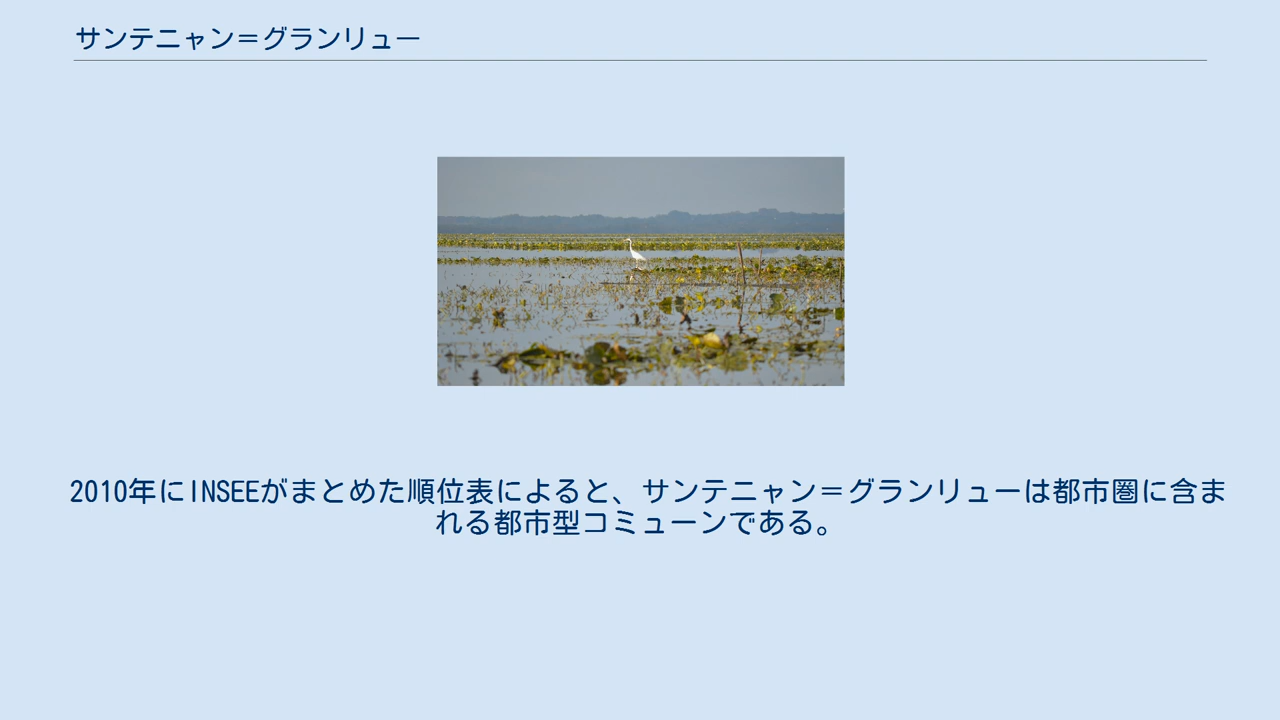 サンテニャン＝グランリュー
2010年にINSEEがまとめた順位表によると、サンテニャン＝グランリューは都市圏に含ま
れる都市型コミューンである。